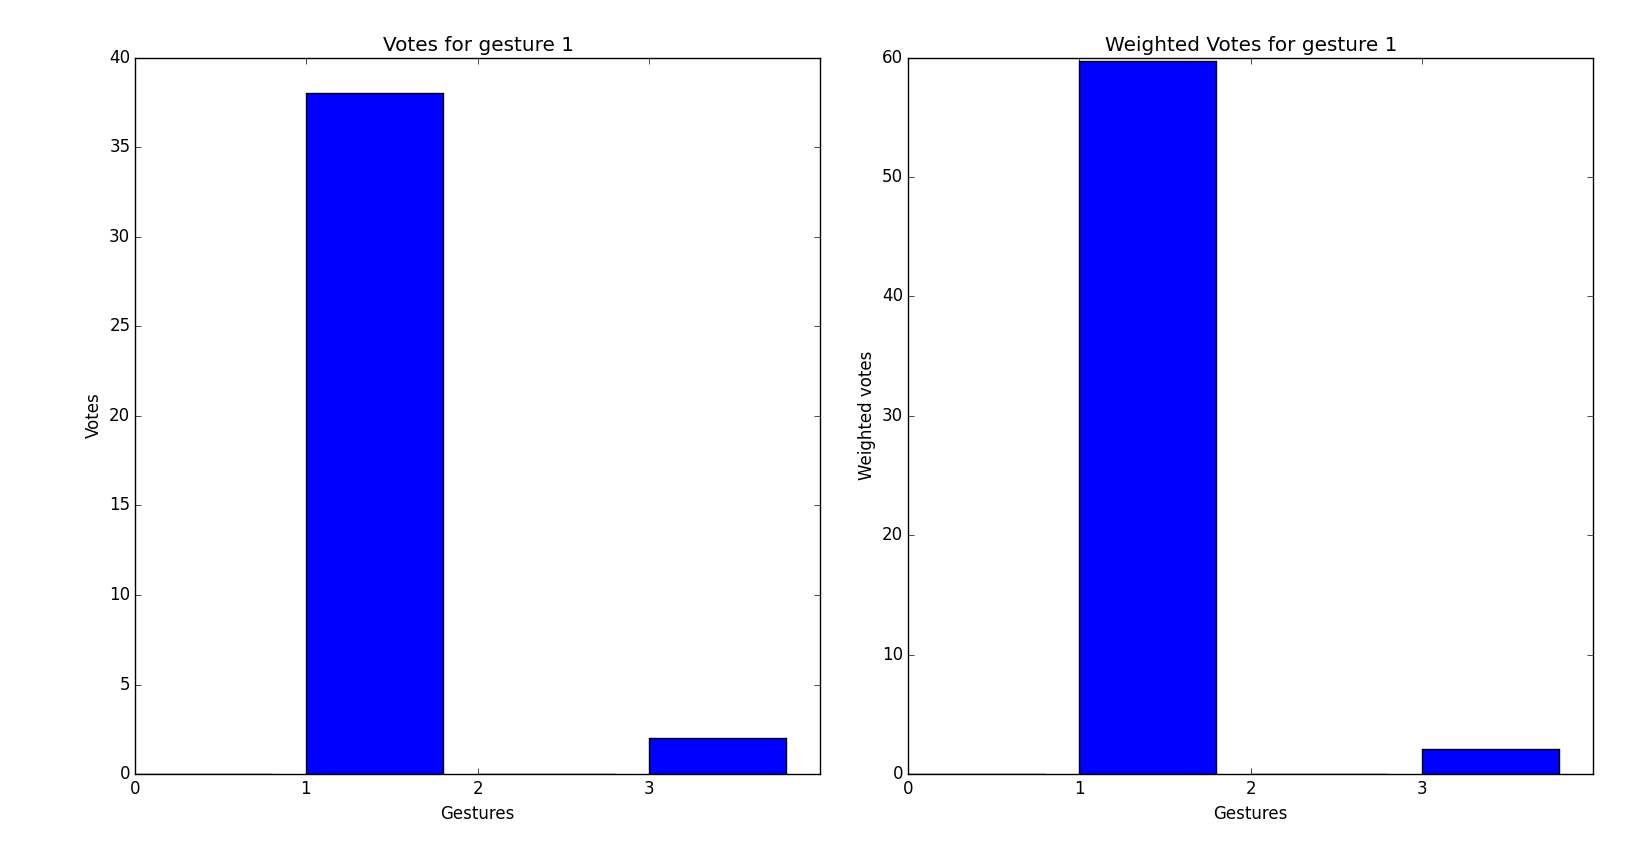 Votes for gesture 1
40
35
30
25
20
15
10
5
0
Votes
0 1 2 3
Gestures
Weighted Votes for gesture 1
60
50
40
30
20
10
0
Weighted votes
0 1 2 3
Gestures